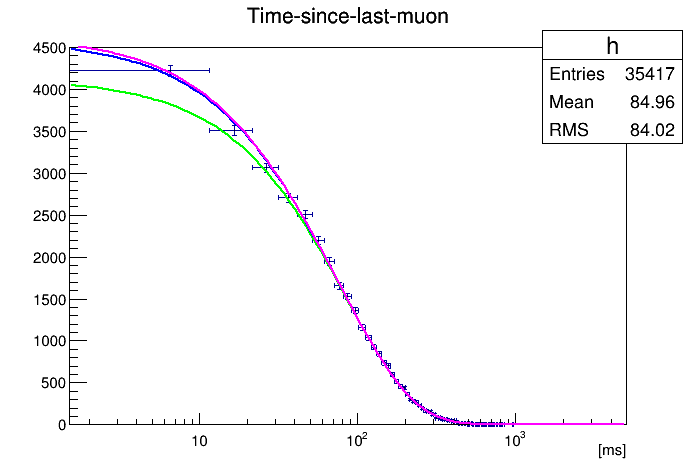 Time-since-last-muon
h
Entries 35417
Mean 84.96
RMS 84.02
4500
4000
3500
3000
2500
2000
1500
1000
500
0
10 10² 10³
[ms]